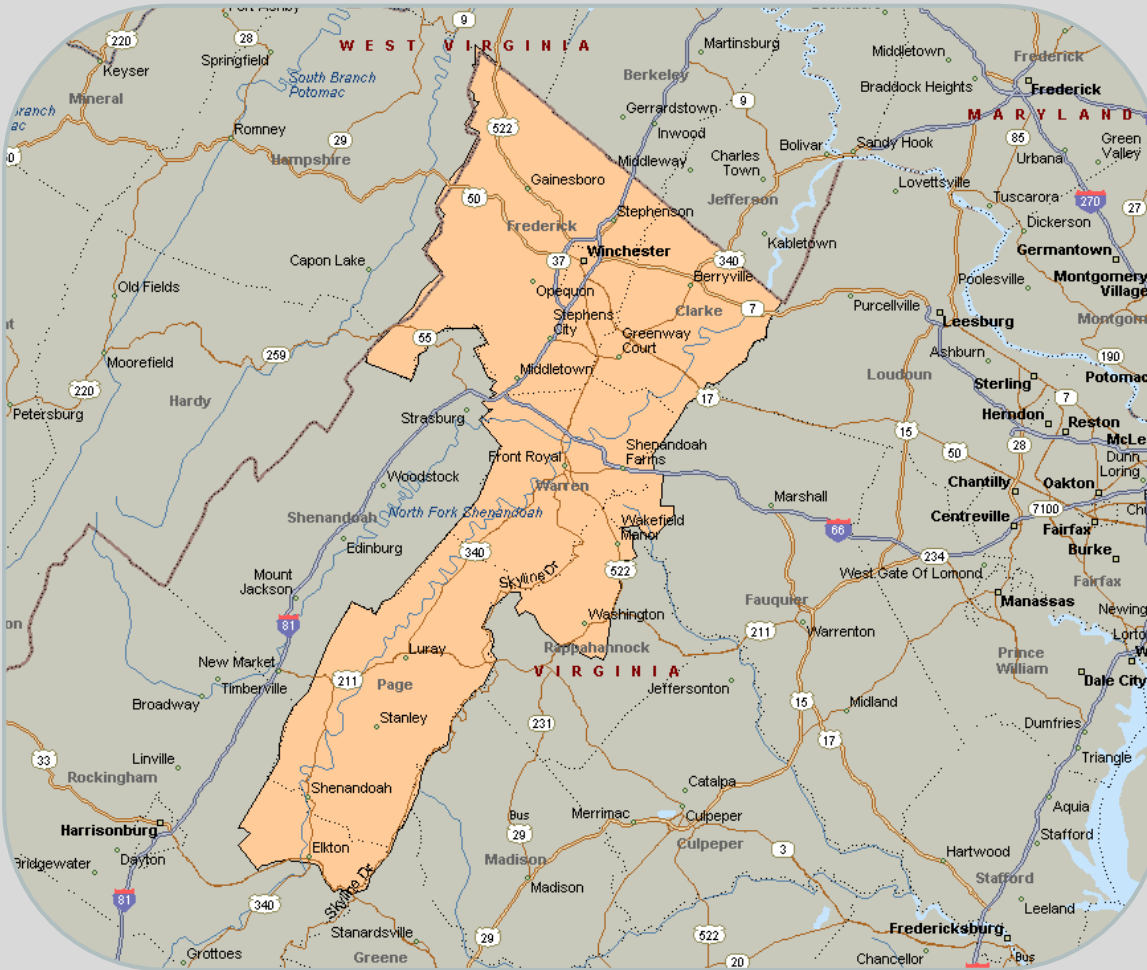 Fort Ashby
9
220
28
WEST VIRGINIA
Martinsburg
Middletown
Frederick
Keyser
Springfield
South Branch
Potomac
Berkeley
Braddock Heights
Frederick
Mineral
9
Gerrardstown
MARYLAND
522
Inwood
85
Green
Valley
Romney
29
Bolivar
Sandy Hook
Urbana
Hampshire
Middleway
Charles
Town
Gainesboro
Lovettsville
270
50
Jefferson
Tuscarora
27
Stephenson
Frederick
Dickerson
Kabletown
Germantown
Winchester
Capon Lake
37
340
Berryville
Poolesville
Montgomery
Village
Old Fields
Opequon
Purcellville
Clarke
7
Stephens
City
Leesburg
Greenway
Court
55
259
Moorefield
Ashburn
190
Middletown
Loudoun
Potomac
220
Sterling
Hardy
17
7
Petersburg
Strasburg
Herndon
Reston
15
28
Shenandoah
Farms
50
Front Royal
Dunn
Loring
Woodstock
Warren
Chantilly
Oakton
Marshall
North Fork Shenandoah
7100
Shenandoah
Wakefield
Manor
Centreville
66
Fairfax
Edinburg
340
234
Burke
522
Skyline Dr
West Gate Of Lomond
Mount
Jackson
Fairfax
Fauquier
Manassas
Washington
81
211
Warrenton
Rappahannock
Luray
Prince
William
New Market
VIRGINIA
Timberville
211
Page
Jeffersonton
Dale City
Broadway
15
Midland
Stanley
231
Dumfries
17
33
Linville
Triangle
Rockingham
Shenandoah
Catalpa
Bus
29
Merrimac
Culpeper
Aquia
Harrisonburg
Culpeper
Stafford
Elkton
Madison
3
Hartwood
Bridgewater
Dayton
Stafford
Madison
81
340
Skyline Dr
Leeland
Stanardsville
29
522
Fredericksburg
Grottoes
Greene
20
Chancellor
Bus